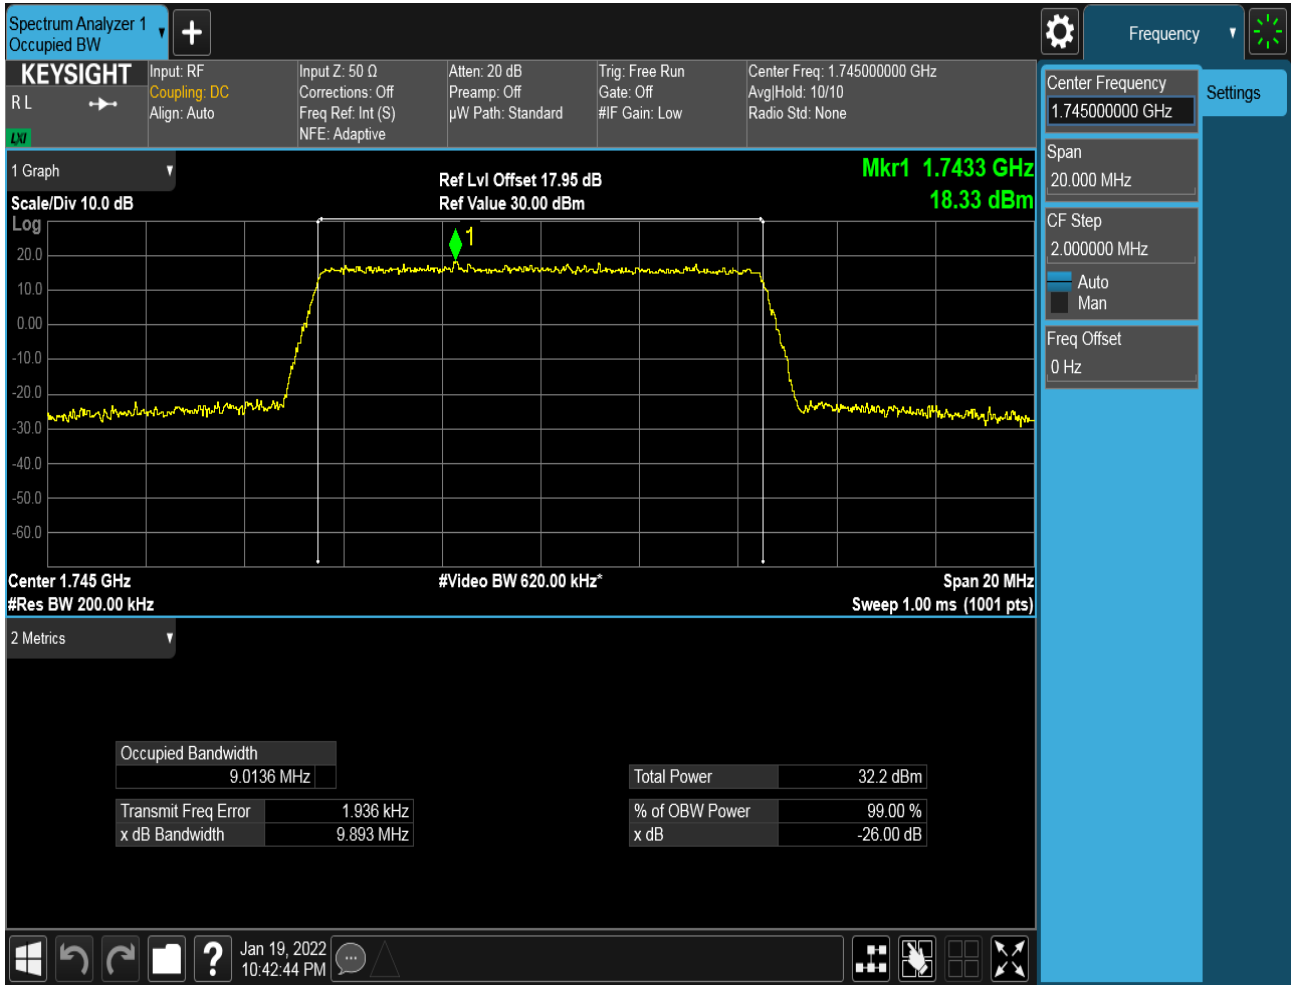 Spectrum Analyzer 1
Occupied BW
Frequency
KEYSIGHT
R L
LXI
Input: RF
Coupling: DC
Align: Auto
Input Z: 50 Ω
Corrections: Off
Freq Ref: Int (S)
NFE: Adaptive
Atten: 20 dB
Preamp: Off
µW Path: Standard
Trig: Free Run
Gate: Off
#IF Gain: Low
Center Freq: 1.745000000 GHz
Avg|Hold: 10/10
Radio Std: None
Center Frequency
1.745000000 GHz
Settings
Span
20.000 MHz
CF Step
2.000000 MHz
Auto
Man
Freq Offset
0 Hz
1 Graph
Scale/Div 10.0 dB
Log
Ref Lvl Offset 17.95 dB
Ref Value 30.00 dBm
Mkr1 1.7433 GHz
18.33 dBm
1
20.0
10.0
0.00
-10.0
-20.0
-30.0
-40.0
-50.0
-60.0
Center 1.745 GHz
#Video BW 620.00 kHz*
Span 20 MHz
#Res BW 200.00 kHz
Sweep 1.00 ms (1001 pts)
2 Metrics
Occupied Bandwidth
9.0136 MHz
Total Power 32.2 dBm
Transmit Freq Error 1.936 kHz
% of OBW Power 99.00 %
x dB Bandwidth 9.893 MHz
x dB -26.00 dB
?
Jan 19, 2022
10:42:44 PM